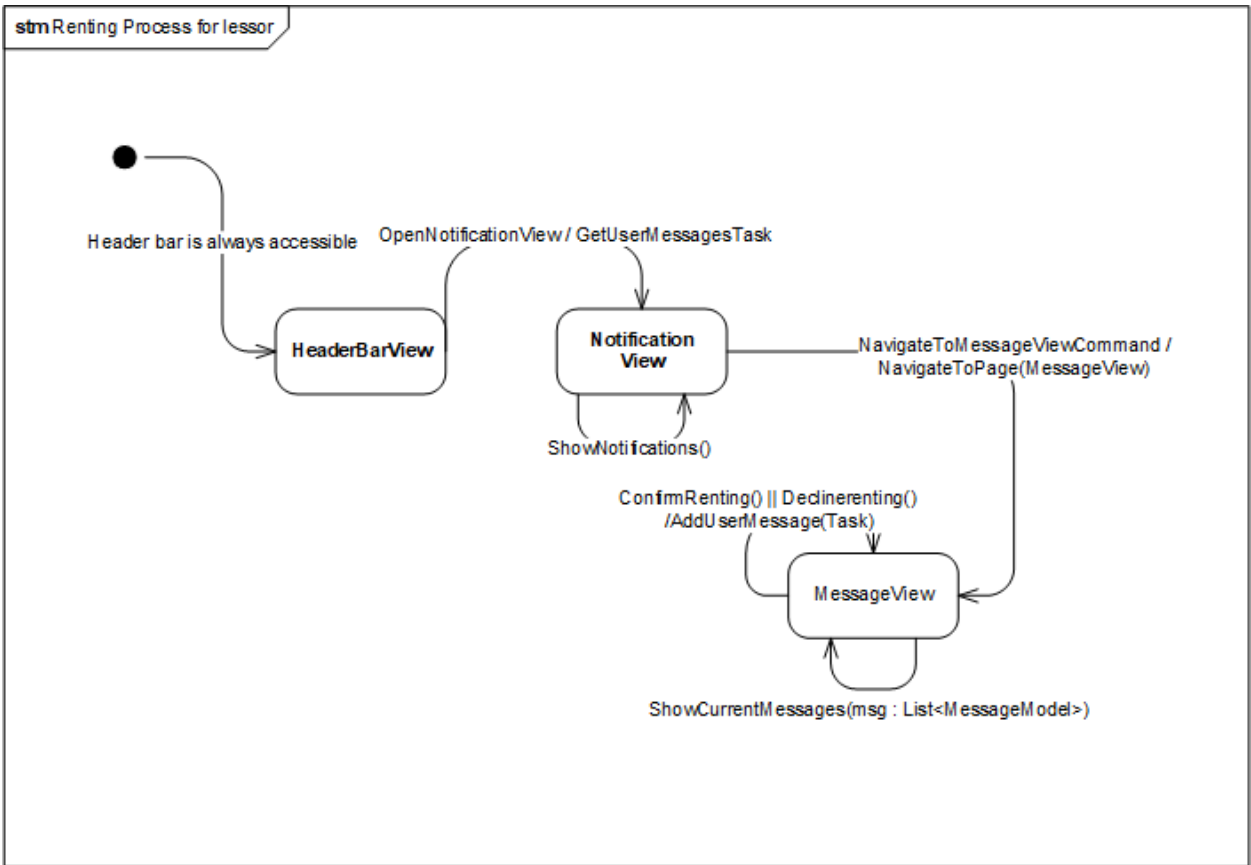 stm Renting Process for lessor
Header bar is always accessible
OpenNotificationView / GetUserMessagesTask
HeaderBarView
Notification
View
NavigateToMessageViewCommand /
NavigateToPage(MessageView)
ShowNotifications()
ConfirmRenting() || Declinerenting()
/AddUserMessage(Task)
MessageView
ShowCurrentMessages(msg : List<MessageModel>)